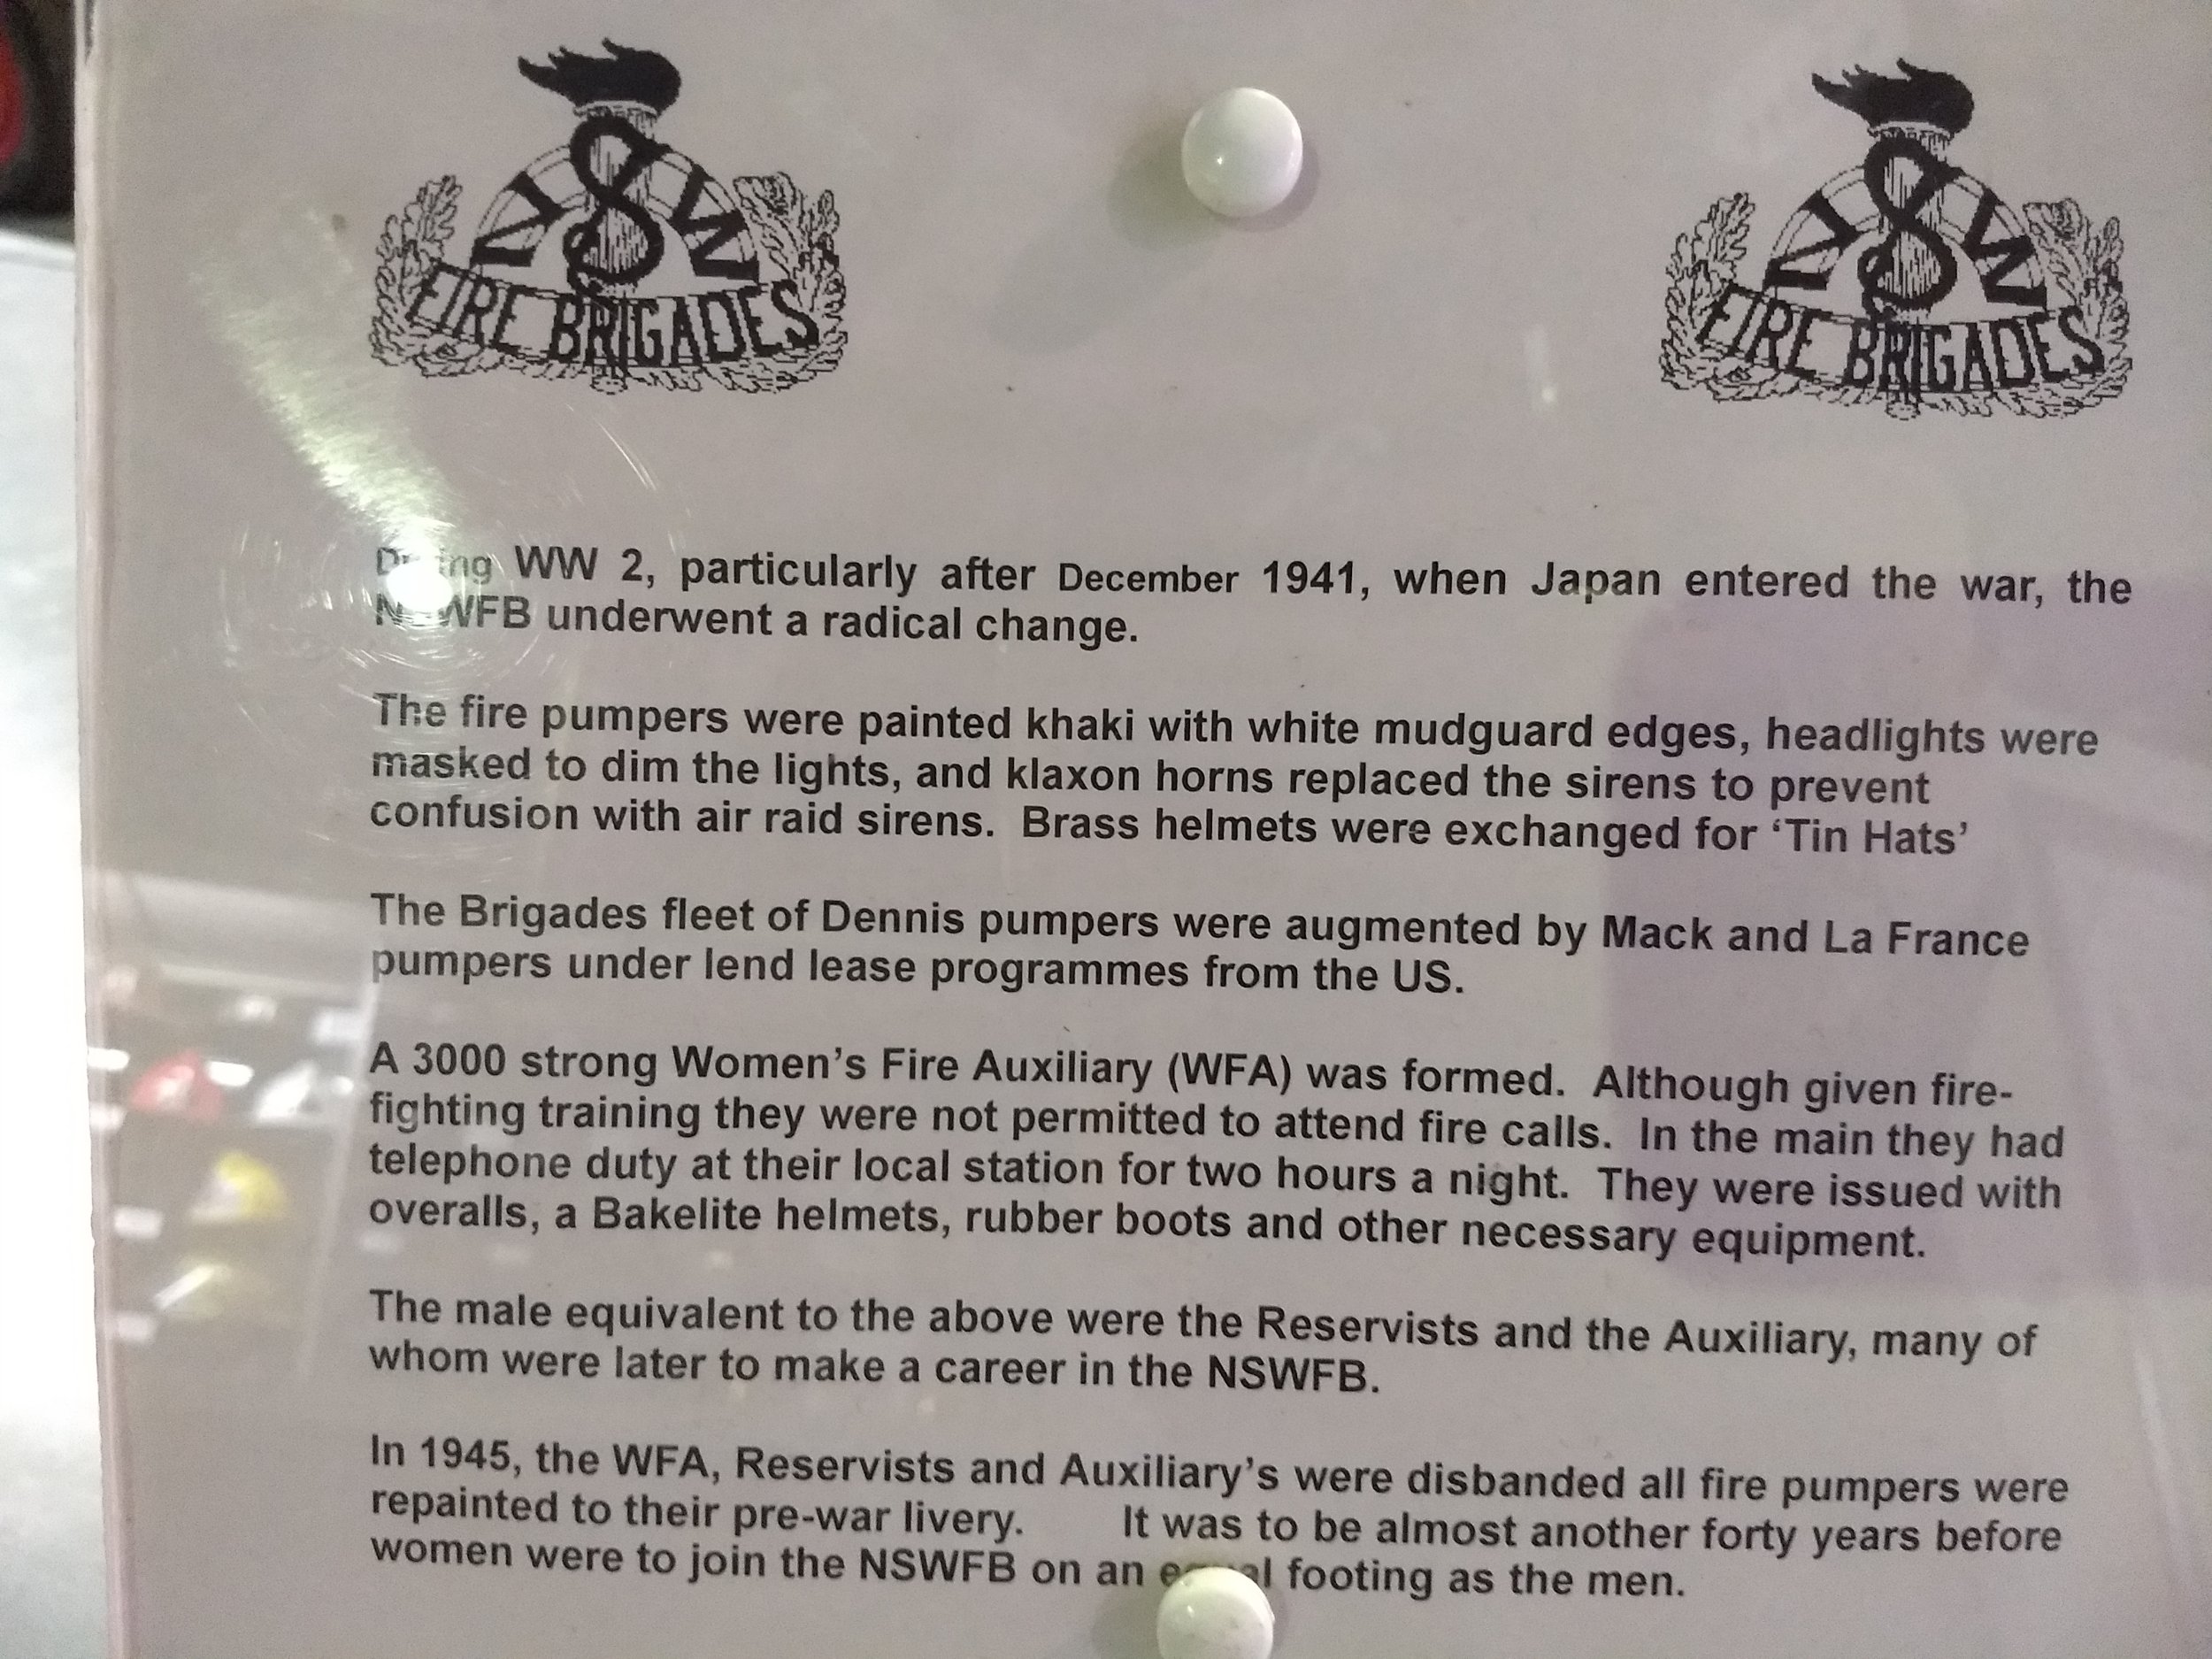 NSW
FIRE BRIGADES
NSW
FIRE BRIGADES
During WW 2, particularly after December 1941, when Japan entered the war, the
NSWFB underwent a radical change.
The fire pumpers were painted khaki with white mudguard edges, headlights were
masked to dim the lights, and klaxon horns replaced the sirens to prevent
confusion with air raid sirens. Brass helmets were exchanged for ‘Tin Hats’
The Brigades fleet of Dennis pumpers were augmented by Mack and La France
pumpers under lend lease programmes from the US.
A 3000 strong Women’s Fire Auxiliary (WFA) was formed. Although given fire-
fighting training they were not permitted to attend fire calls. In the main they had
telephone duty at their local station for two hours a night. They were issued with
overalls, a Bakelite helmets, rubber boots and other necessary equipment.
The male equivalent to the above were the Reservists and the Auxiliary, many of
whom were later to make a career in the NSWFB.
In 1945, the WFA, Reservists and Auxiliary’s were disbanded all fire pumpers were
repainted to their pre-war livery. It was to be almost another forty years before
women were to join the NSWFB on an equal footing as the men.